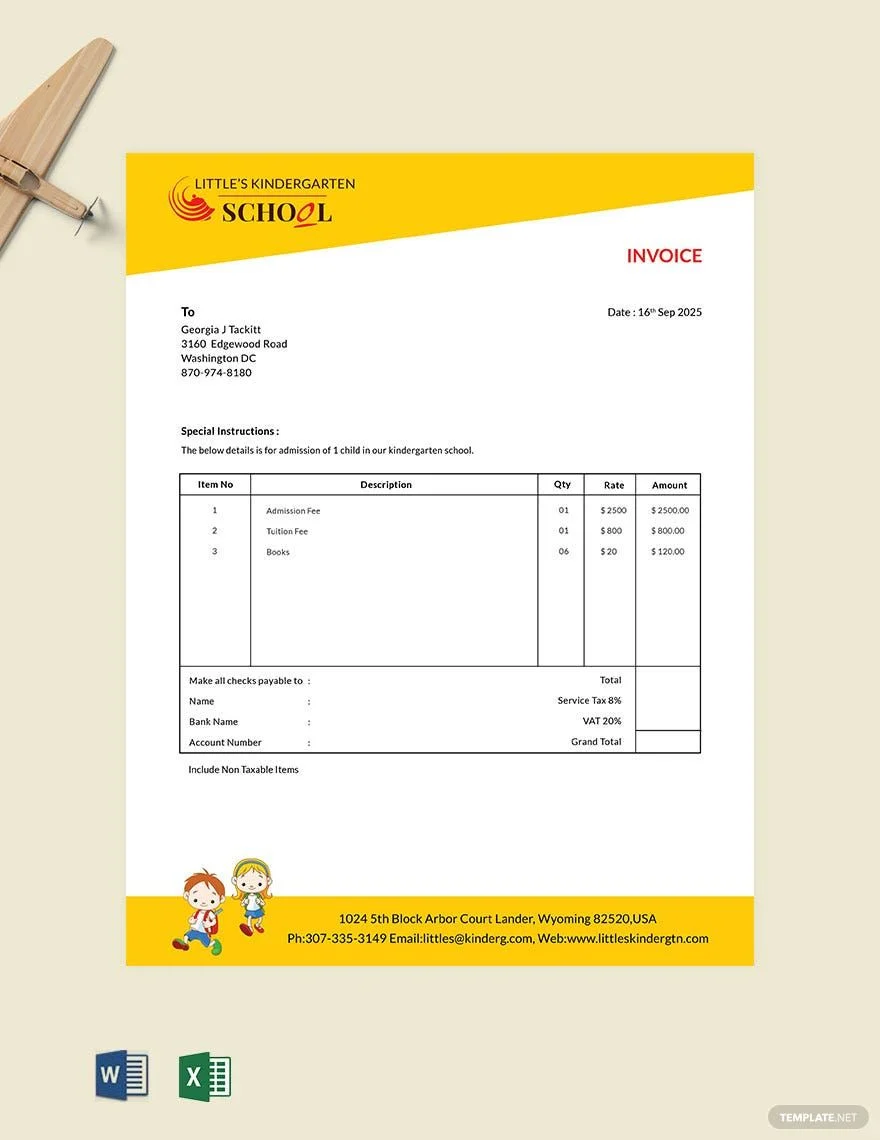 LITTLE'S KINDERGARTEN
SCHOOL
INVOICE
To
Date : 16th Sep 2025
Georgia J Tackitt
3160 Edgewood Road
Washington DC
870-974-8180
Special Instructions :
The below details is for admission of 1 child in our kindergarten school.
Item No Description Qty Rate Amount
1 Admission Fee 01 $ 2500 $ 2500.00
2 Tuition Fee 01 $ 800 $ 800.00
3 Books 06 $ 20 $ 120.00
Make all checks payable to : Total
Name : Service Tax 8%
Bank Name : VAT 20%
Account Number : Grand Total
Include Non Taxable Items
1024 5th Block Arbor Court Lander, Wyoming 82520,USA
Ph:307-335-3149 Email:littles@kinderg.com, Web:www.littleskindergtn.com
W X
TEMPLATE.NET